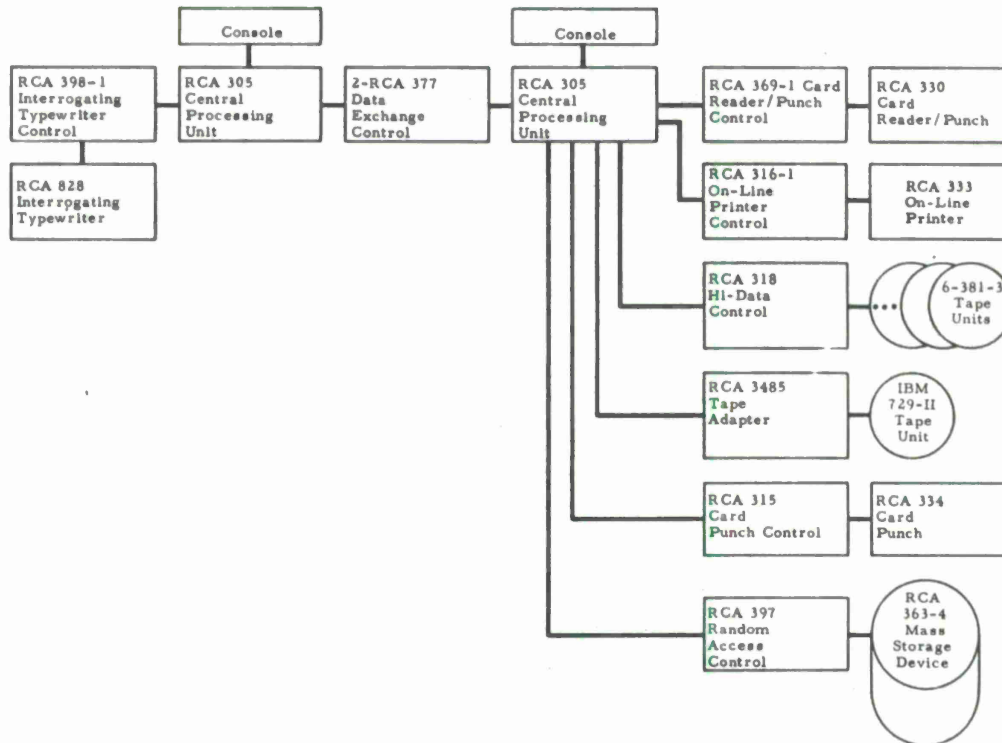 Console
Console
RCA 398-1
Interrogating
Typewriter
Control
RCA 305
Central
Processing
Unit
2-RCA 377
Data
Exchange
Control
RCA 305
Central
Processing
Unit
RCA 369-1 Card
Reader/Punch
Control
RCA 330
Card
Reader/Punch
RCA 828
Interrogating
Typewriter
RCA 316-1
On-Line
Printer
Control
RCA 333
On-Line
Printer
RCA 318
Hi-Data
Control
6-381-3
Tape
Units
RCA 3485
Tape
Adapter
IBM
729-II
Tape
Unit
RCA 315
Card
Punch Control
RCA 334
Card
Punch
RCA 397
Random
Access
Control
RCA
363-4
Mass
Storage
Device